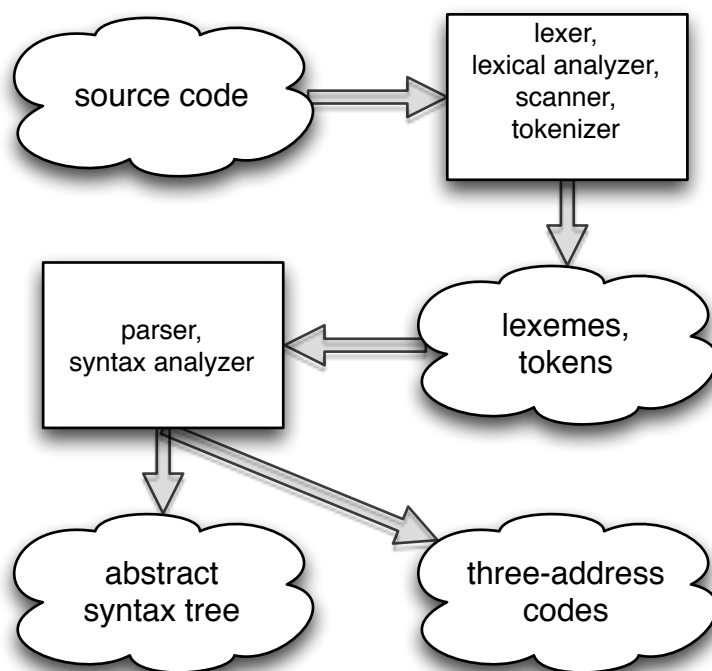 source code
lexer,
lexical analyzer,
scanner,
tokenizer
parser,
syntax analyzer
lexemes,
tokens
abstract
syntax tree
three-address
codes